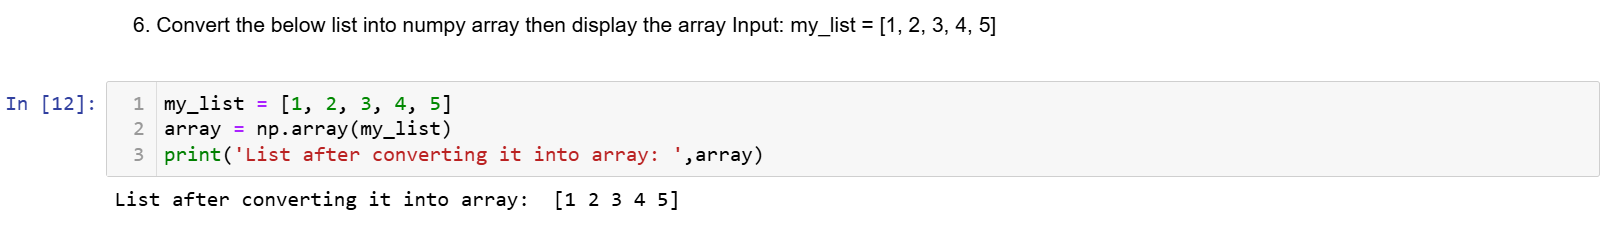 6. Convert the below list into numpy array then display the array Input: my_list = [1, 2, 3, 4, 5]
In [12]:
1 my_list = [1, 2, 3, 4, 5]
2 array = np.array(my_list)
3 print('List after converting it into array: ',array)
List after converting it into array:  [1 2 3 4 5]